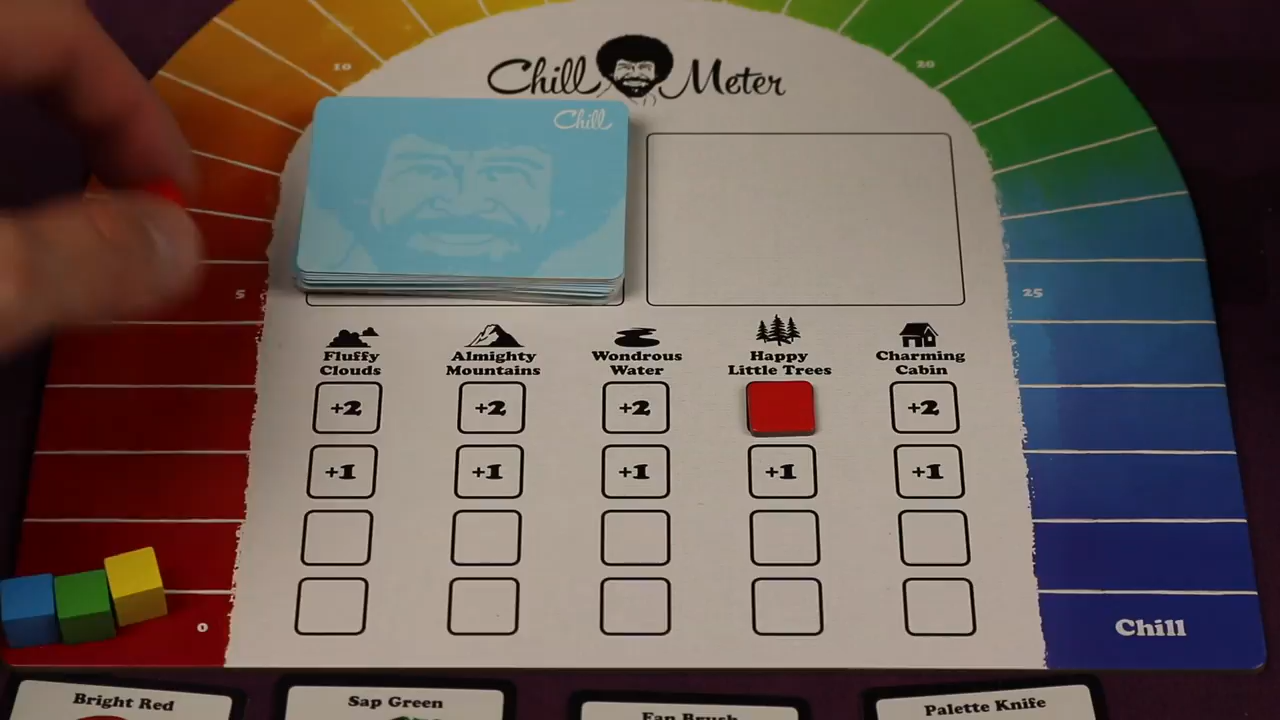 Chill Meter
10
20
Chill
5
25
Fluffy Clouds
Almighty Mountains
Wondrous Water
Happy Little Trees
Charming Cabin
+2
+2
+2
+2
+1
+1
+1
+1
+1
0
Chill
Bright Red
Sap Green
Fan Brush
Palette Knife